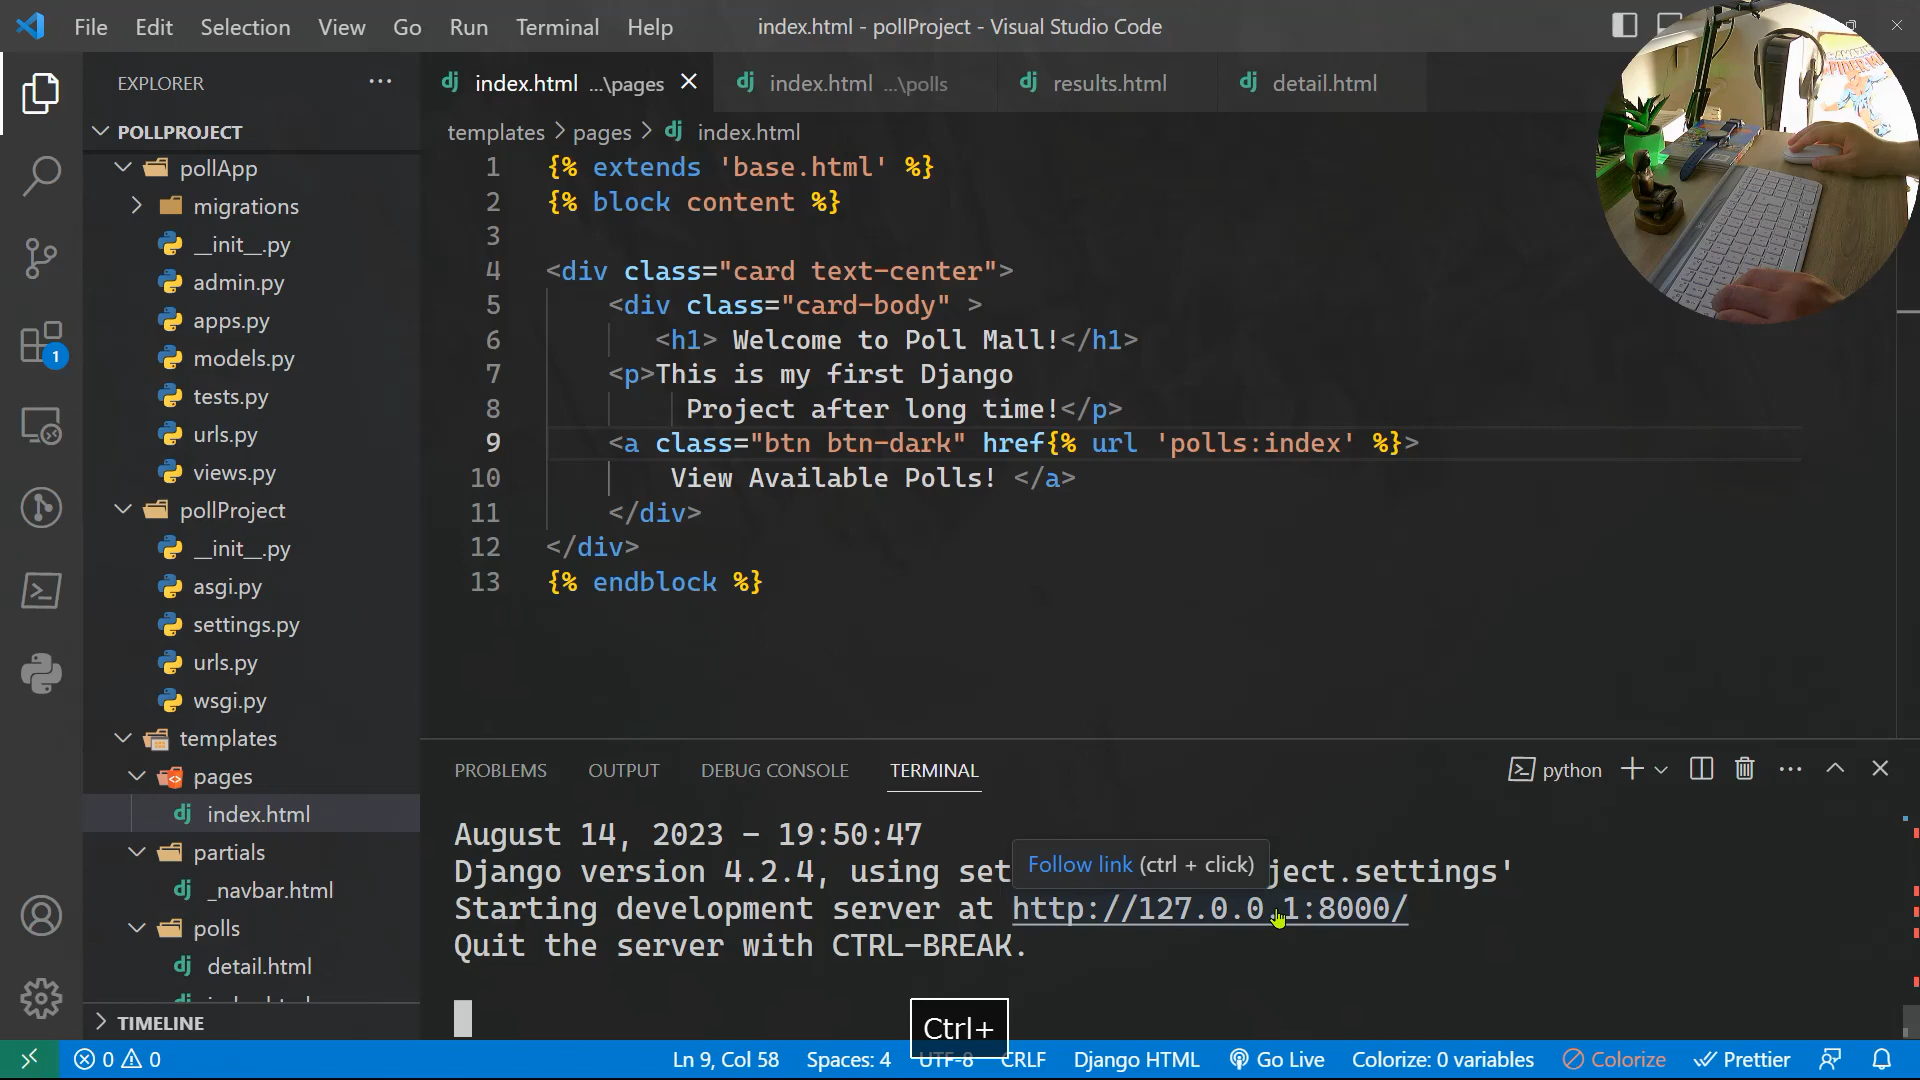 File Edit Selection View Go Run Terminal Help
index.html - pollProject - Visual Studio Code
EXPLORER
POLLPROJECT
pollApp
migrations
__init__.py
admin.py
apps.py
models.py
tests.py
urls.py
views.py
pollProject
__init__.py
asgi.py
settings.py
urls.py
wsgi.py
templates
pages
index.html
partials
_navbar.html
polls
detail.html
TIMELINE
1
index.html ...\pages index.html ...\polls results.html detail.html
templates > pages > index.html
1 {% extends 'base.html' %}
2 {% block content %}
3
4 <div class="card text-center">
5 <div class="card-body" >
6 <h1> Welcome to Poll Mall!</h1>
7 <p>This is my first Django
8 Project after long time!</p>
9 <a class="btn btn-dark" href{% url 'polls:index' %}>
10 View Available Polls! </a>
11 </div>
12 </div>
13 {% endblock %}
PROBLEMS OUTPUT DEBUG CONSOLE TERMINAL
python
August 14, 2023 - 19:50:47
Django version 4.2.4, using set ject.settings'
Follow link (ctrl + click)
Starting development server at http://127.0.0.1:8000/
Quit the server with CTRL-BREAK.
Ctrl+
0 0 Ln 9, Col 58 Spaces: 4 UTF-8 CRLF Django HTML Go Live Colorize: 0 variables Colorize Prettier